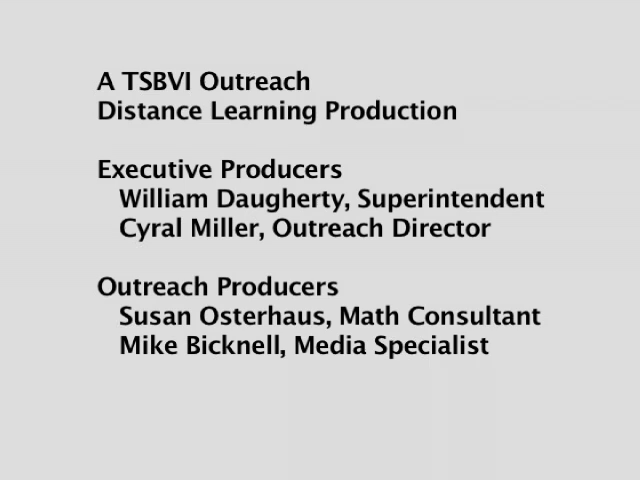 A TSBVI Outreach
Distance Learning Production
Executive Producers
William Daugherty, Superintendent
Cyral Miller, Outreach Director
Outreach Producers
Susan Osterhaus, Math Consultant
Mike Bicknell, Media Specialist